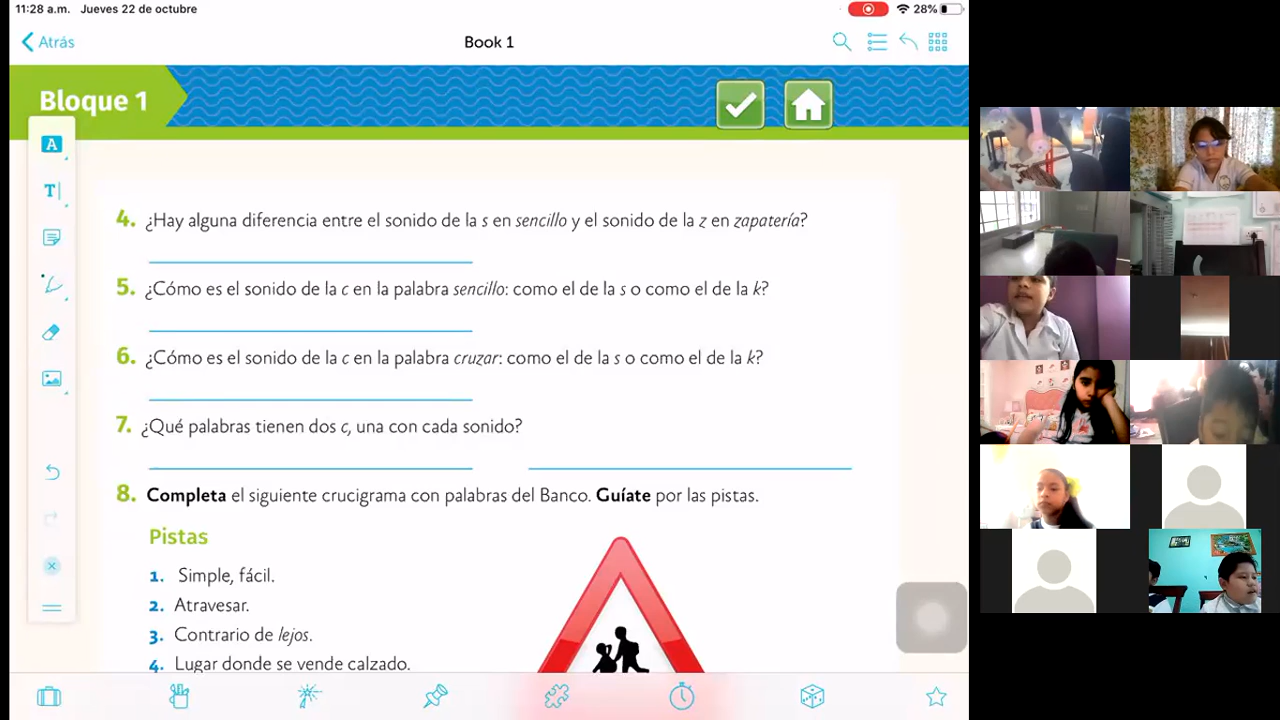 11:28 a.m. Jueves 22 de octubre
28%
Atrás
Book 1
Bloque 1
A
T
4. ¿Hay alguna diferencia entre el sonido de la s en sencillo y el sonido de la z en zapatería?
5. ¿Cómo es el sonido de la c en la palabra sencillo: como el de la s o como el de la k?
6. ¿Cómo es el sonido de la c en la palabra cruzar: como el de la s o como el de la k?
7. ¿Qué palabras tienen dos c, una con cada sonido?
8. Completa el siguiente crucigrama con palabras del Banco. Guíate por las pistas.
Pistas
1. Simple, fácil.
2. Atravesar.
3. Contrario de lejos.
4. Lugar donde se vende calzado.